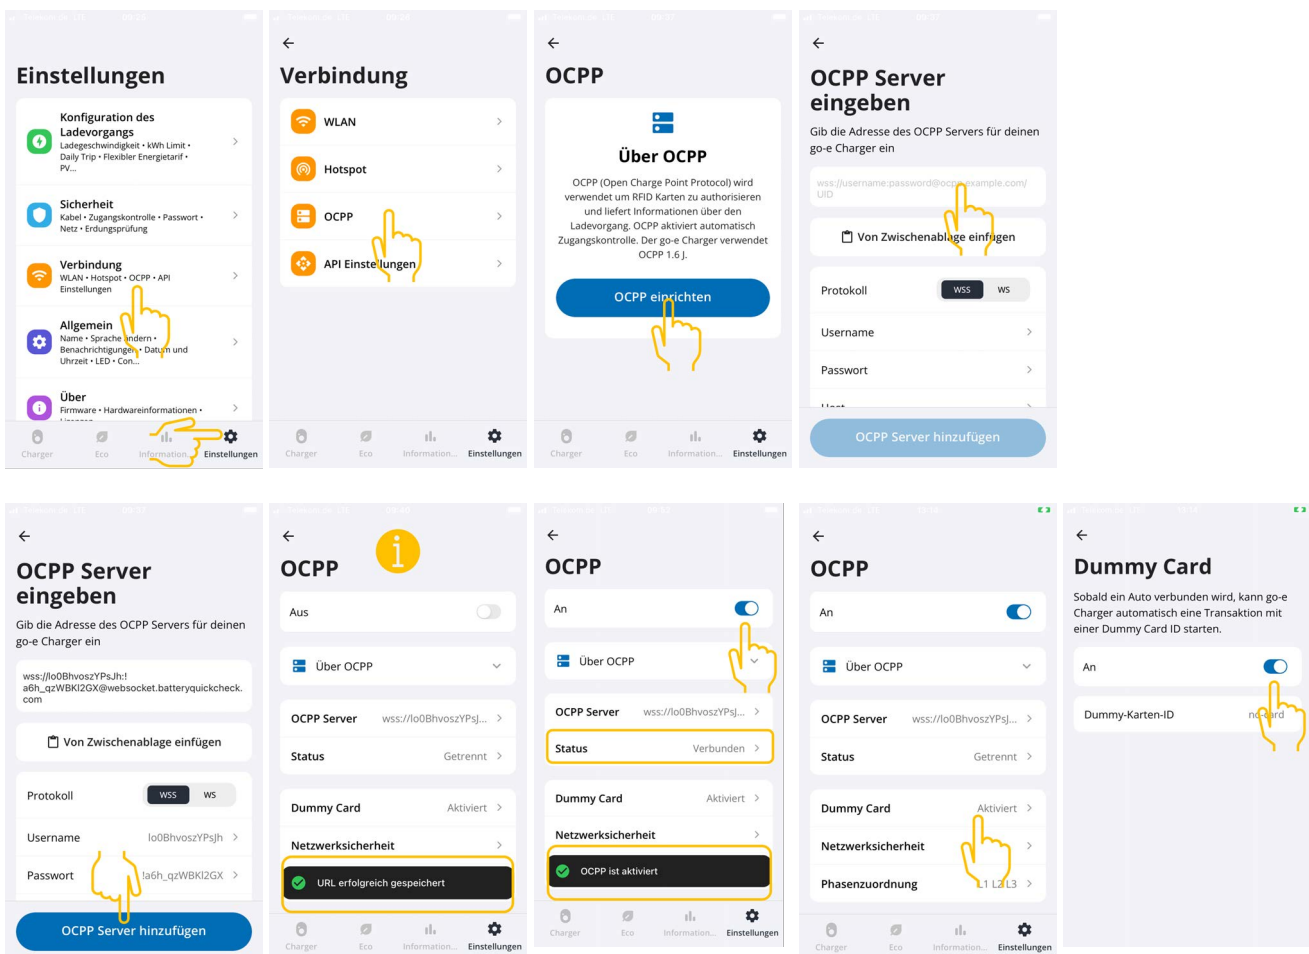 Einstellungen
Konfiguration des
Ladevorgangs
Ladegeschwindigkeit • kWh Limit •
Daily Trip • Flexibler Energietarif •
PV...
Sicherheit
Kabel • Zugangskontrolle • Passwort •
Netz • Erdungsprüfung
Verbindung
WLAN • Hotspot • OCPP • API
Einstellungen
Allgemein
Name • Sprache ändern •
Benachrichtigungen • Datum und
Uhrzeit • LED • Con...
Über
Firmware • Hardwareinformationen •
Charger
Eco
Information...
Einstellungen
Verbindung
WLAN
Hotspot
OCPP
API Einstellungen
Charger
Eco
Information...
Einstellungen
OCPP
Über OCPP
OCPP (Open Charge Point Protocol) wird
verwendet um RFID Karten zu authorisieren
und liefert Informationen über den
Ladevorgang. OCPP aktiviert automatisch
Zugangskontrolle. Der go-e Charger verwendet
OCPP 1.6 J.
OCPP einrichten
Charger
Eco
Information...
Einstellungen
OCPP Server
eingeben
Gib die Adresse des OCPP Servers für deinen
go-e Charger ein
wss://username:password@ocpp.example.com/
UID
Von Zwischenablage einfügen
Protokoll
WSS
WS
Username
Passwort
OCPP Server hinzufügen
OCPP Server
eingeben
Gib die Adresse des OCPP Servers für deinen
go-e Charger ein
wss://lo0BhvoszYPsJh:!
a6h_qzWBKl2GX@websocket.batteryquickcheck.
com
Von Zwischenablage einfügen
Protokoll
WSS
WS
Username
lo0BhvoszYPsJh
Passwort
!a6h_qzWBKl2GX
OCPP Server hinzufügen
i
OCPP
Aus
Über OCPP
OCPP Server
wss://lo0BhvoszYPsJ...
Status
Getrennt
Dummy Card
Aktiviert
Netzwerksicherheit
URL erfolgreich gespeichert
Charger
Eco
Information...
Einstellungen
OCPP
An
Über OCPP
OCPP Server
wss://lo0BhvoszYPsJ...
Status
Verbunden
Dummy Card
Aktiviert
Netzwerksicherheit
OCPP ist aktiviert
Charger
Eco
Information...
Einstellungen
OCPP
An
Über OCPP
OCPP Server
wss://lo0BhvoszYPsJ...
Status
Getrennt
Dummy Card
Aktiviert
Netzwerksicherheit
Phasenzuordnung
L1 L2 L3
Charger
Eco
Information...
Einstellungen
Dummy Card
Sobald ein Auto verbunden wird, kann go-e
Charger automatisch eine Transaktion mit
einer Dummy Card ID starten.
An
Dummy-Karten-ID
no-card